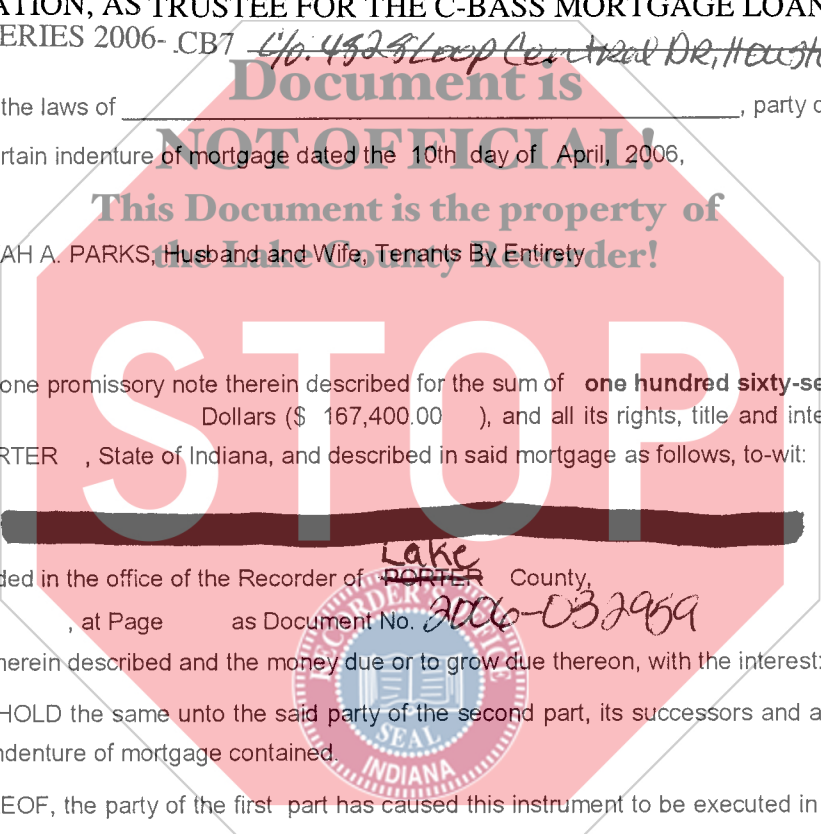 ATION, AS TRUSTEE FOR THE C-BASS MORTGAGE LOAN
ERIES 2006- CB7 c/o. 4828 Loop Central DR, Houst
Document is
the laws of , party o
NOT OFFICIAL!
rtain indenture of mortgage dated the 10th day of April, 2006,
This Document is the property of
the Lake County Recorder!
AH A. PARKS, Husband and Wife, Tenants By Entirety
STOP
one promissory note therein described for the sum of one hundred sixty-se
Dollars ($ 167,400.00 ), and all its rights, title and inte
RTER , State of Indiana, and described in said mortgage as follows, to-wit:
Lake
ded in the office of the Recorder of PORTER County,
, at Page as Document No. 2006-032959
herein described and the money due or to grow due thereon, with the interest:
HOLD the same unto the said party of the second part, its successors and a
ndenture of mortgage contained.
EOF, the party of the first part has caused this instrument to be executed in
RECORDER'S OFFICE
SEAL
INDIANA